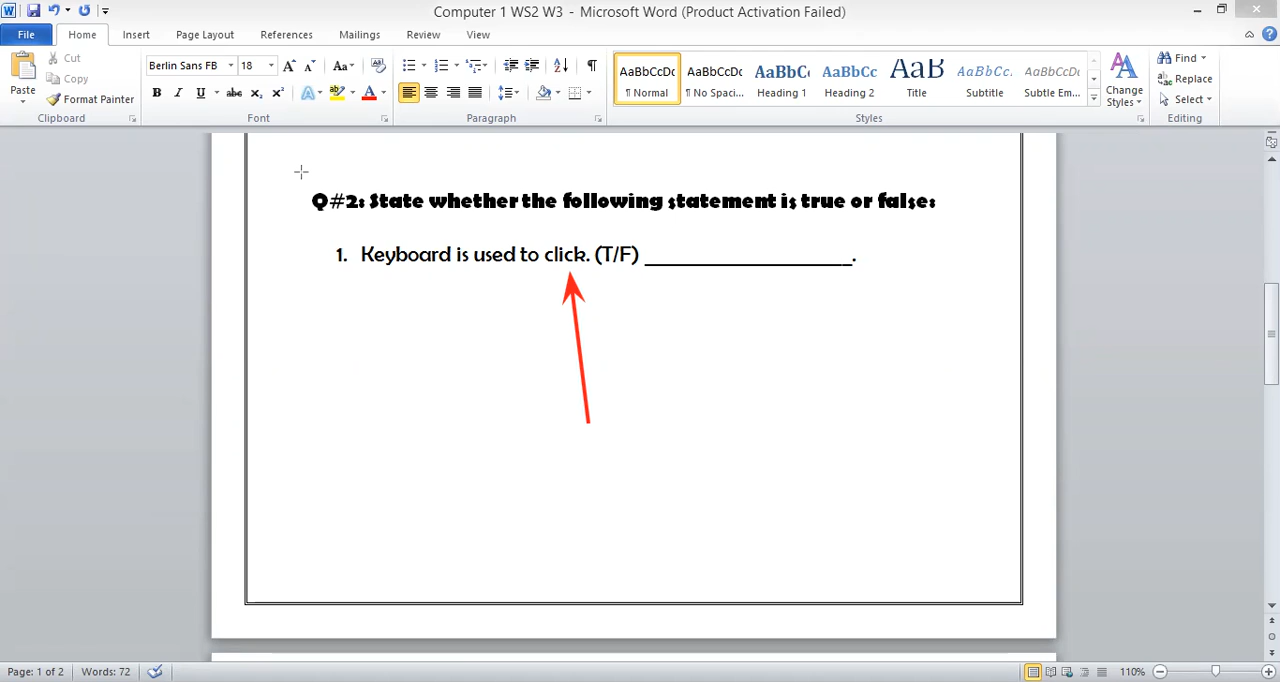 Computer 1 WS2 W3 - Microsoft Word (Product Activation Failed)
File Home Insert Page Layout References Mailings Review View
Paste
Cut
Copy
Format Painter
Clipboard
Berlin Sans FB 18
Font
Paragraph
AaBbCcDc AaBbCcDc AaBbC AaBbCc AaB AaBbCc. AaBbCcDc
¶ Normal ¶ No Spaci... Heading 1 Heading 2 Title Subtitle Subtle Em...
Change
Styles
Styles
Find
Replace
Select
Editing
Q#2: State whether the following statement is true or false:
1. Keyboard is used to click. (T/F) ____________________.
Page: 1 of 2 Words: 72 110%